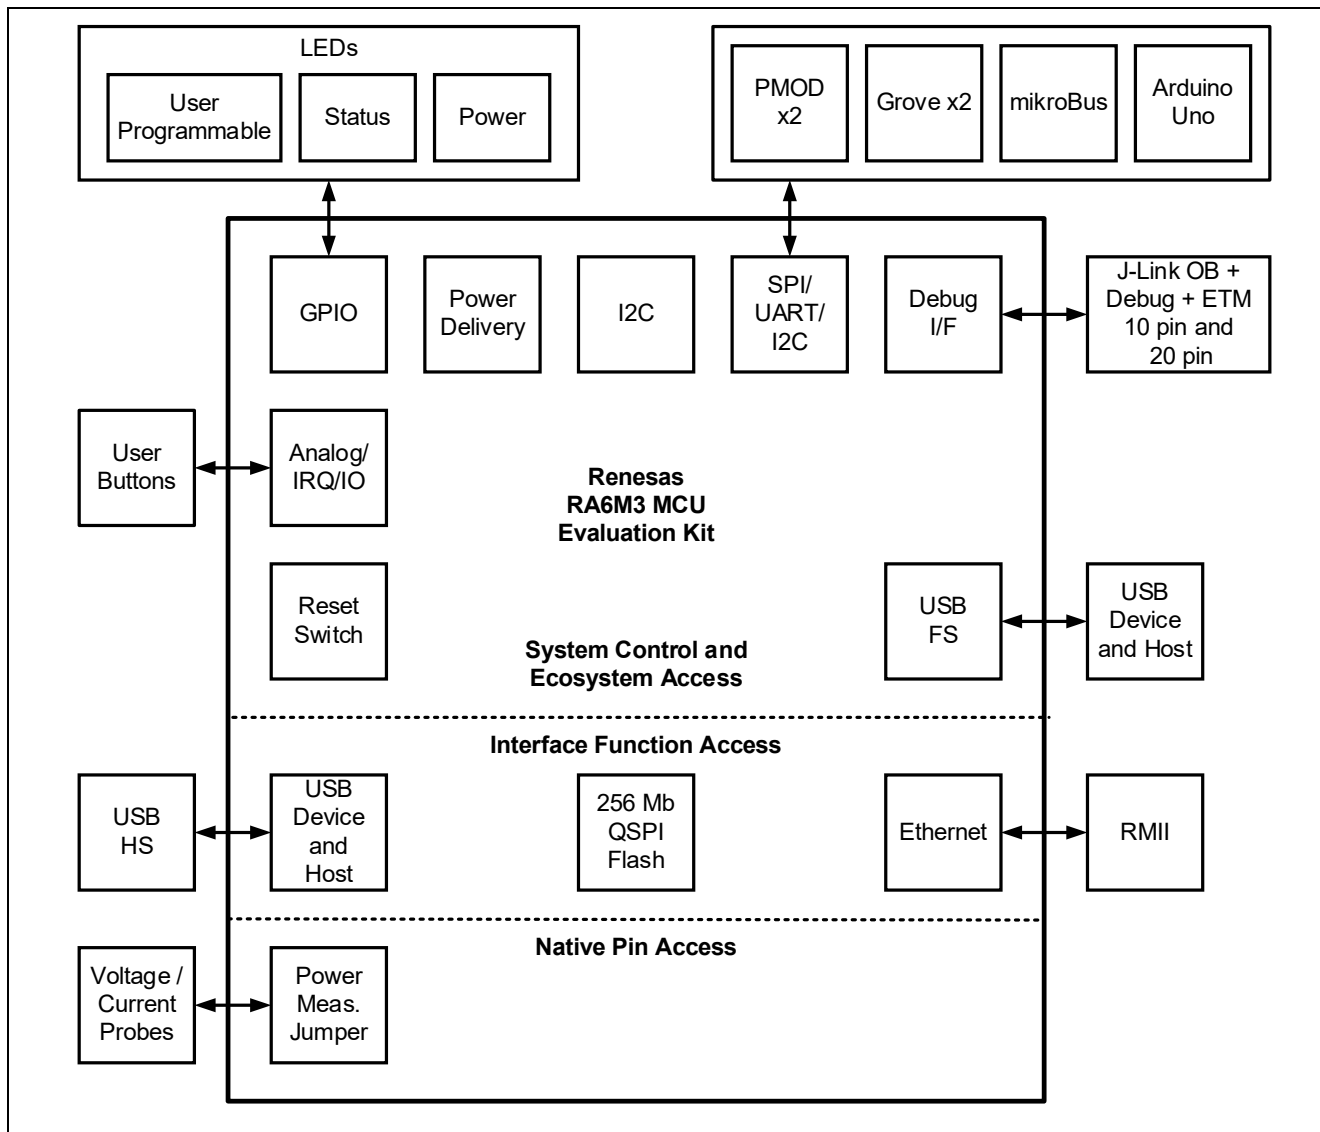 LEDs
User
Programmable
Status
Power
PMOD
x2
Grove x2
mikroBus
Arduino
Uno
GPIO
Power
Delivery
I2C
SPI/
UART/
I2C
Debug
I/F
J-Link OB +
Debug + ETM
10 pin and
20 pin
User
Buttons
Analog/
IRQ/IO
Renesas
RA6M3 MCU
Evaluation Kit
Reset
Switch
System Control and
Ecosystem Access
USB
FS
USB
Device
and Host
Interface Function Access
USB
HS
USB
Device
and
Host
256 Mb
QSPI
Flash
Ethernet
RMII
Native Pin Access
Voltage /
Current
Probes
Power
Meas.
Jumper